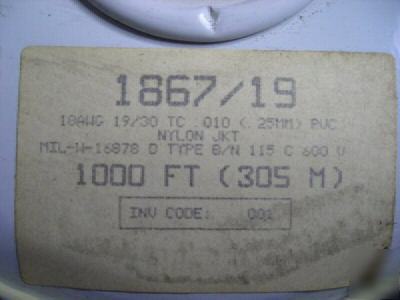 1867/19
18AWG 19/30 TC .010 (.25MM) PVC
NYLON JKT
MIL-W-16878 D TYPE B/N 115 C 600 V
1000 FT (305 M)
INV CODE: 001